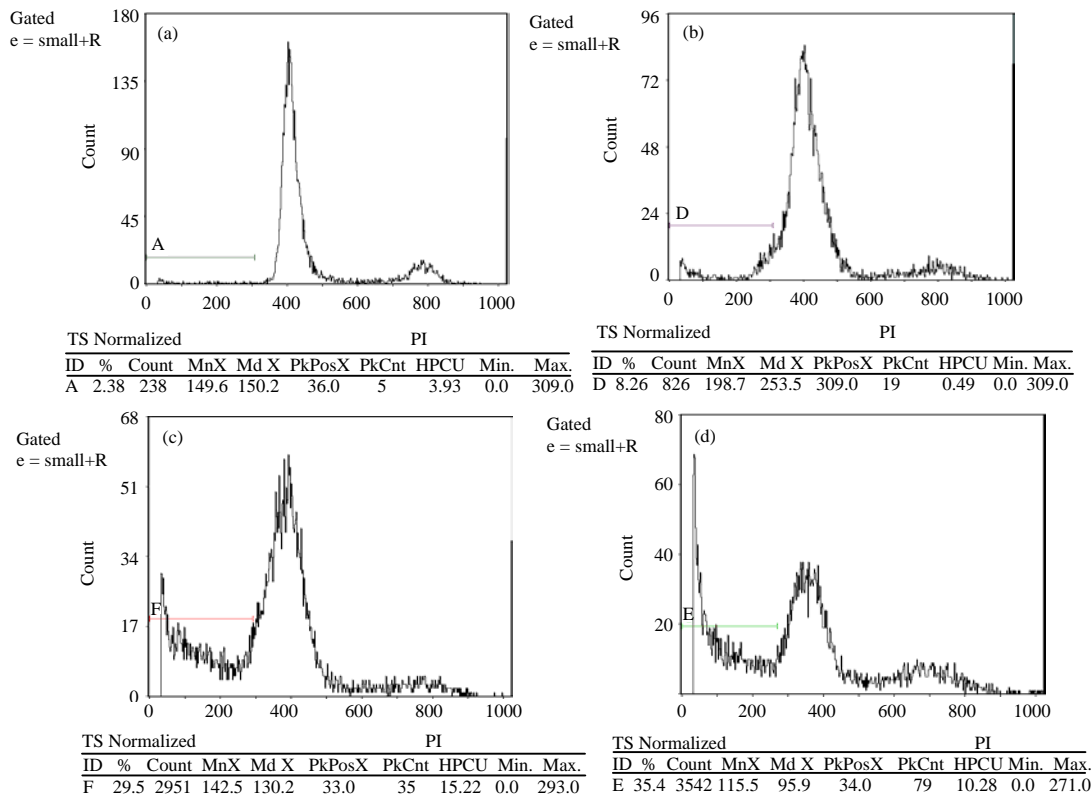 Gated
e = small+R
(a)
180
135
90
45
0
Count
A
0 200 400 600 800 1000
TS Normalized PI
ID % Count MnX Md X PkPosX PkCnt HPCU Min. Max.
A 2.38 238 149.6 150.2 36.0 5 3.93 0.0 309.0
Gated
e = small+R
(b)
96
72
48
24
0
Count
D
0 200 400 600 800 1000
TS Normalized PI
ID % Count MnX Md X PkPosX PkCnt HPCU Min. Max.
D 8.26 826 198.7 253.5 309.0 19 0.49 0.0 309.0
Gated
e = small+R
(c)
68
51
34
17
0
Count
F
0 200 400 600 800 1000
TS Normalized PI
ID % Count MnX Md X PkPosX PkCnt HPCU Min. Max.
F 29.5 2951 142.5 130.2 33.0 35 15.22 0.0 293.0
Gated
e = small+R
(d)
80
60
40
20
Count
E
0 200 400 600 800 1000
TS Normalized PI
ID % Count MnX Md X PkPosX PkCnt HPCU Min. Max.
E 35.4 3542 115.5 95.9 34.0 79 10.28 0.0 271.0